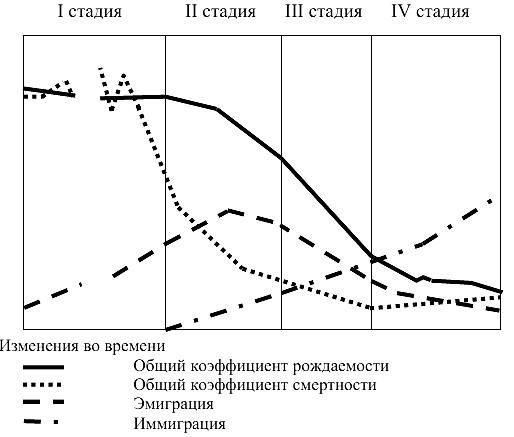 I стадия II стадия III стадия IV стадия
Изменения во времени
Общий коэффициент рождаемости
Общий коэффициент смертности
Эмиграция
Иммиграция